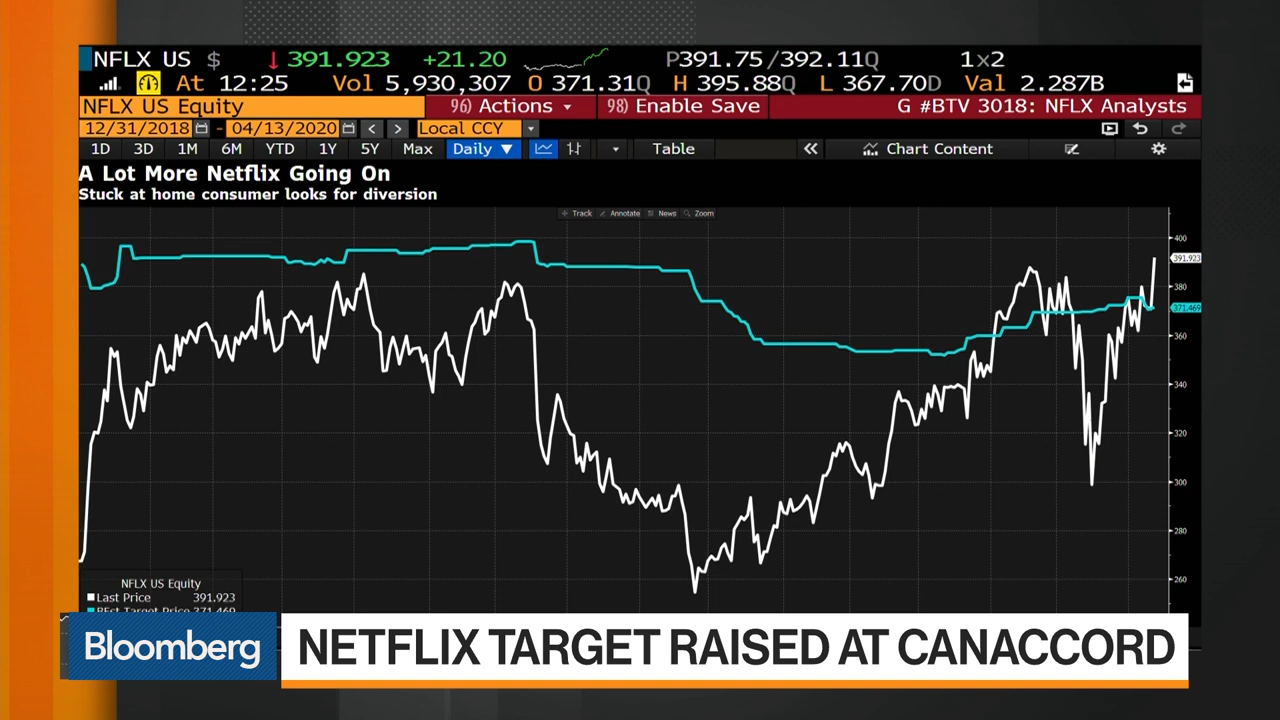 NFLX US $ ↓391.923 +21.20 P391.75/392.11Q 1x2
At 12:25 Vol 5,930,307 O 371.31Q H 395.88Q L 367.70D Val 2.287B
NFLX US Equity 96) Actions 98) Enable Save G #BTV 3018: NFLX Analysts
12/31/2018 - 04/13/2020 < > Local CCY
1D 3D 1M 6M YTD 1Y 5Y Max Daily ▼ Table « Chart Content
A Lot More Netflix Going On
Stuck at home consumer looks for diversion
Track Annotate News Zoom
400
391.923
380
371.469
360
340
320
300
280
260
NFLX US Equity
Last Price 391.923
BEst Target Price 371.469
Bloomberg
NETFLIX TARGET RAISED AT CANACCORD